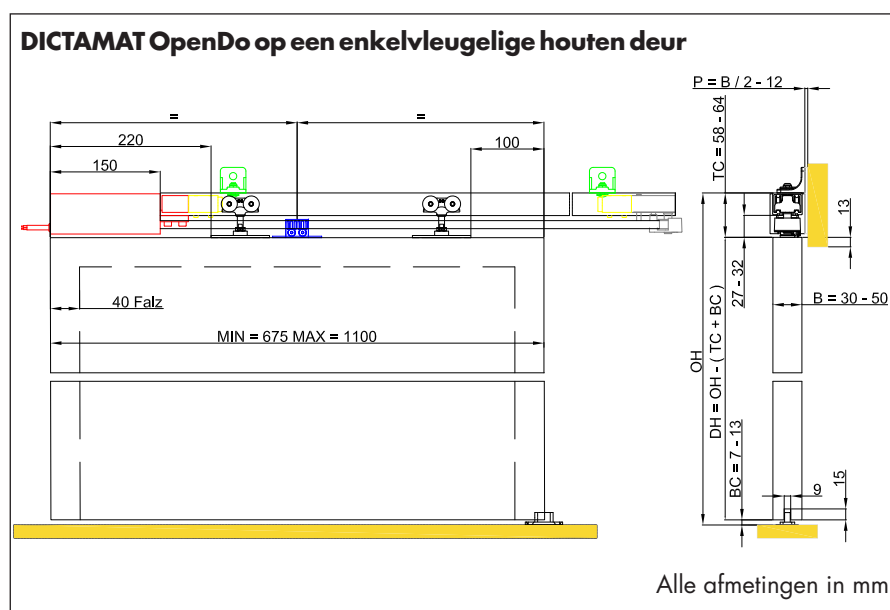 DICTAMAT OpenDo op een enkelvleugelige houten deur
P = B / 2 - 12
= =
220
100
150
TC = 58 - 64
13
27 - 32
40 Falz
B = 30 - 50
MIN = 675 MAX = 1100
OH
DH = OH - ( TC + BC )
BC = 7 - 13
9
15
Alle afmetingen in mm